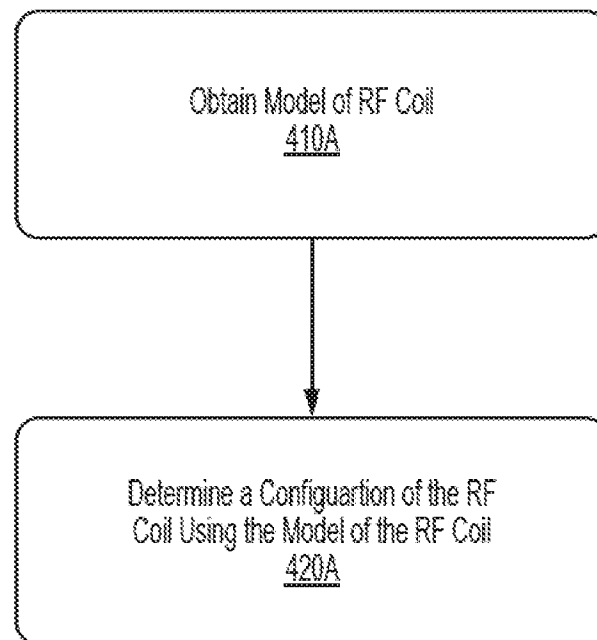 Obtain Model of RF Coil
410A
Determine a Configuartion of the RF
Coil Using the Model of the RF Coil
420A